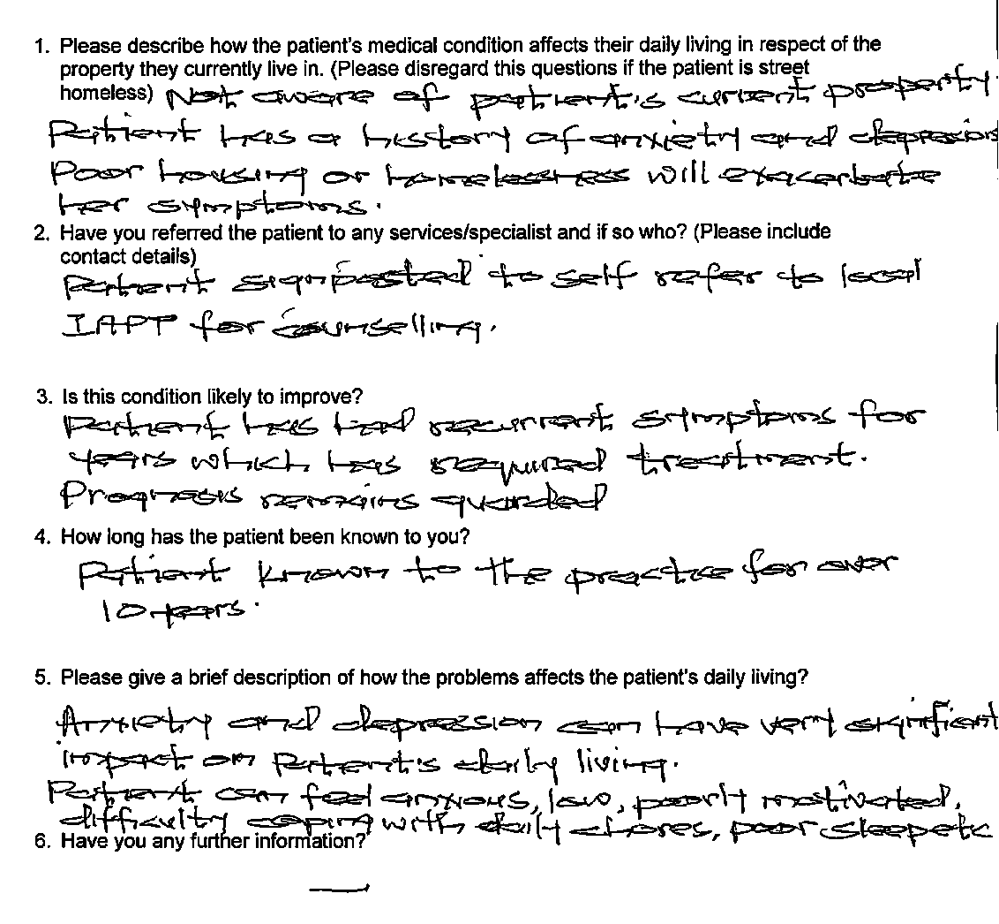 1. Please describe how the patient's medical condition affects their daily living in respect of the
property they currently live in. (Please disregard this questions if the patient is street
homeless) Not aware of patient's current property
Patient has a history of anxiety and depression
Poor housing or homelessness will exacerbate
her symptoms.
2. Have you referred the patient to any services/specialist and if so who? (Please include
contact details)
Patient signposted to self refer to local
IAPT for counselling.
3. Is this condition likely to improve?
Patient has had recurrent symptoms for
years which has required treatment.
Prognosis remains guarded
4. How long has the patient been known to you?
Patient known to the practice for over
10 years.
5. Please give a brief description of how the problems affects the patient's daily living?
Anxiety and depression can have very significant
impact on Patient's daily living.
Patient can feel anxious, low, poorly motivated,
difficulty coping with daily chores, poor sleep etc
6. Have you any further information?
—